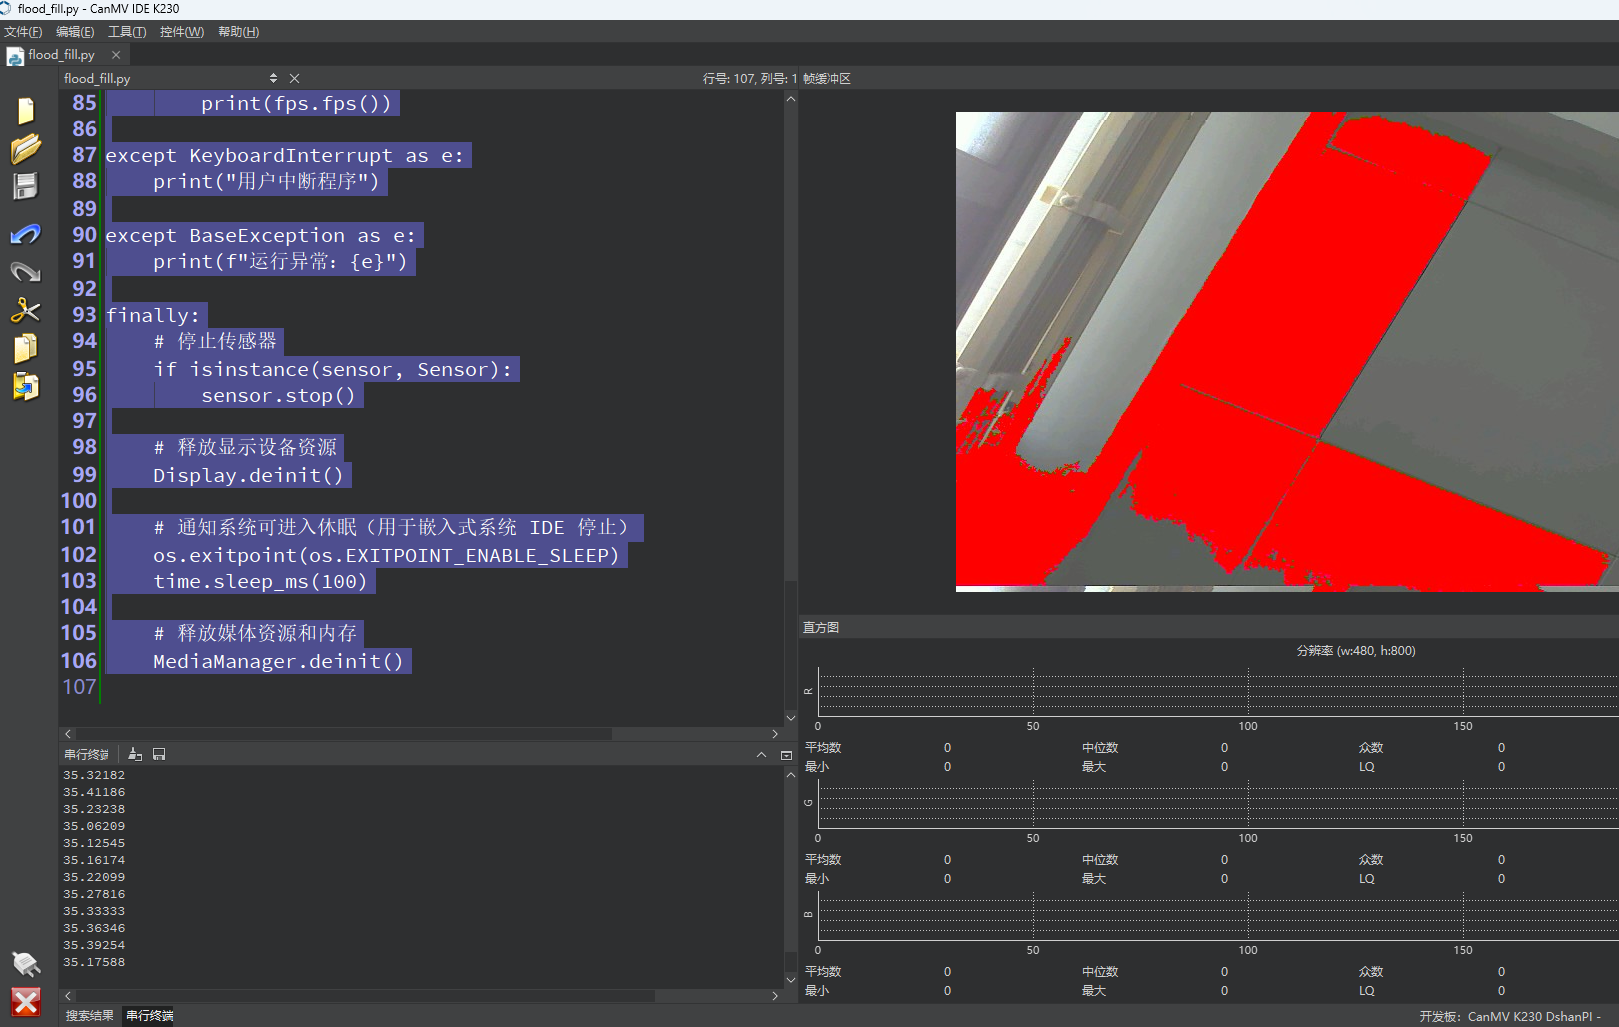 flood_fill.py - CanMV IDE K230
文件(F) 编辑(E) 工具(T) 控件(W) 帮助(H)
flood_fill.py
flood_fill.py
行号: 107, 列号: 1
帧缓冲区
85 print(fps.fps())
86
87 except KeyboardInterrupt as e:
88 print("用户中断程序")
89
90 except BaseException as e:
91 print(f"运行异常: {e}")
92
93 finally:
94 # 停止传感器
95 if isinstance(sensor, Sensor):
96 sensor.stop()
97
98 # 释放显示设备资源
99 Display.deinit()
100
101 # 通知系统可进入休眠（用于嵌入式系统 IDE 停止）
102 os.exitpoint(os.EXITPOINT_ENABLE_SLEEP)
103 time.sleep_ms(100)
104
105 # 释放媒体资源和内存
106 MediaManager.deinit()
107
串行终端
35.32182
35.41186
35.23238
35.06209
35.12545
35.16174
35.22099
35.27816
35.33333
35.36346
35.39254
35.17588
搜索结果 串行终端
直方图
分辨率 (w:480, h:800)
R
0 50 100 150
平均数 0 中位数 0 众数 0
最小 0 最大 0 LQ 0
G
0 50 100 150
平均数 0 中位数 0 众数 0
最小 0 最大 0 LQ 0
B
0 50 100 150
平均数 0 中位数 0 众数 0
最小 0 最大 0 LQ 0
开发板: CanMV K230 DshanPI -